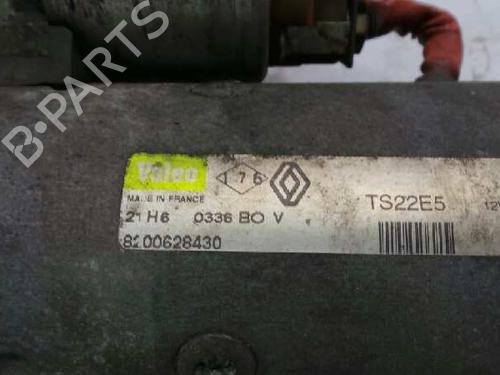 B-PARTS
Valeo
176
MADE IN FRANCE
TS22E5
12V
21 H6 0336 BO V
8200628430